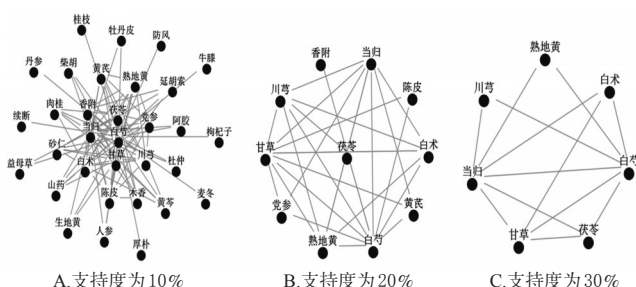 桂枝
牡丹皮
防风
丹参
柴胡
黄芪
熟地黄
延胡索
牛膝
肉桂
香附
茯苓
党参
阿胶
续断
当归
白芍
枸杞子
砂仁
益母草
白术
甘草
川芎
杜仲
山药
陈皮
木香
黄芩
麦冬
生地黄
人参
厚朴
A.支持度为10%
香附
当归
川芎
陈皮
甘草
茯苓
白术
党参
黄芪
熟地黄
白芍
B.支持度为20%
熟地黄
川芎
白术
当归
白芍
甘草
茯苓
C.支持度为30%